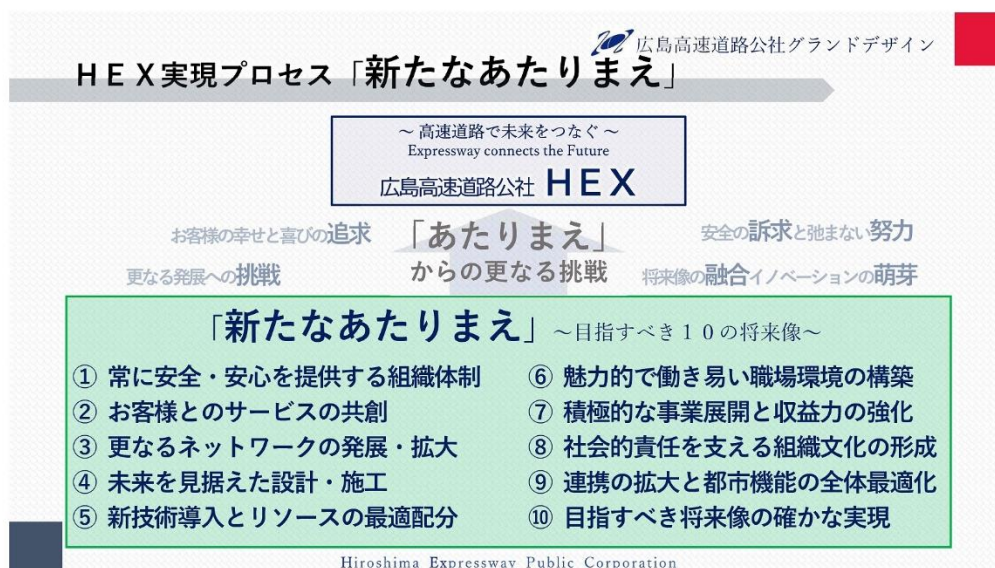 広島高速道路公社グランドデザイン
HEX実現プロセス「新たなあたりまえ」
～高速道路で未来をつなぐ～
Expressway connects the Future
広島高速道路公社 HEX
お客様の幸せと喜びの追求
更なる発展への挑戦
「あたりまえ」
からの更なる挑戦
安全の訴求と弛まない努力
将来像の融合イノベーションの萌芽
「新たなあたりまえ」～目指すべき10の将来像～
① 常に安全・安心を提供する組織体制
② お客様とのサービスの共創
③ 更なるネットワークの発展・拡大
④ 未来を見据えた設計・施工
⑤ 新技術導入とリソースの最適配分
⑥ 魅力的で働き易い職場環境の構築
⑦ 積極的な事業展開と収益力の強化
⑧ 社会的責任を支える組織文化の形成
⑨ 連携の拡大と都市機能の全体最適化
⑩ 目指すべき将来像の確かな実現
Hiroshima Expressway Public Corporation